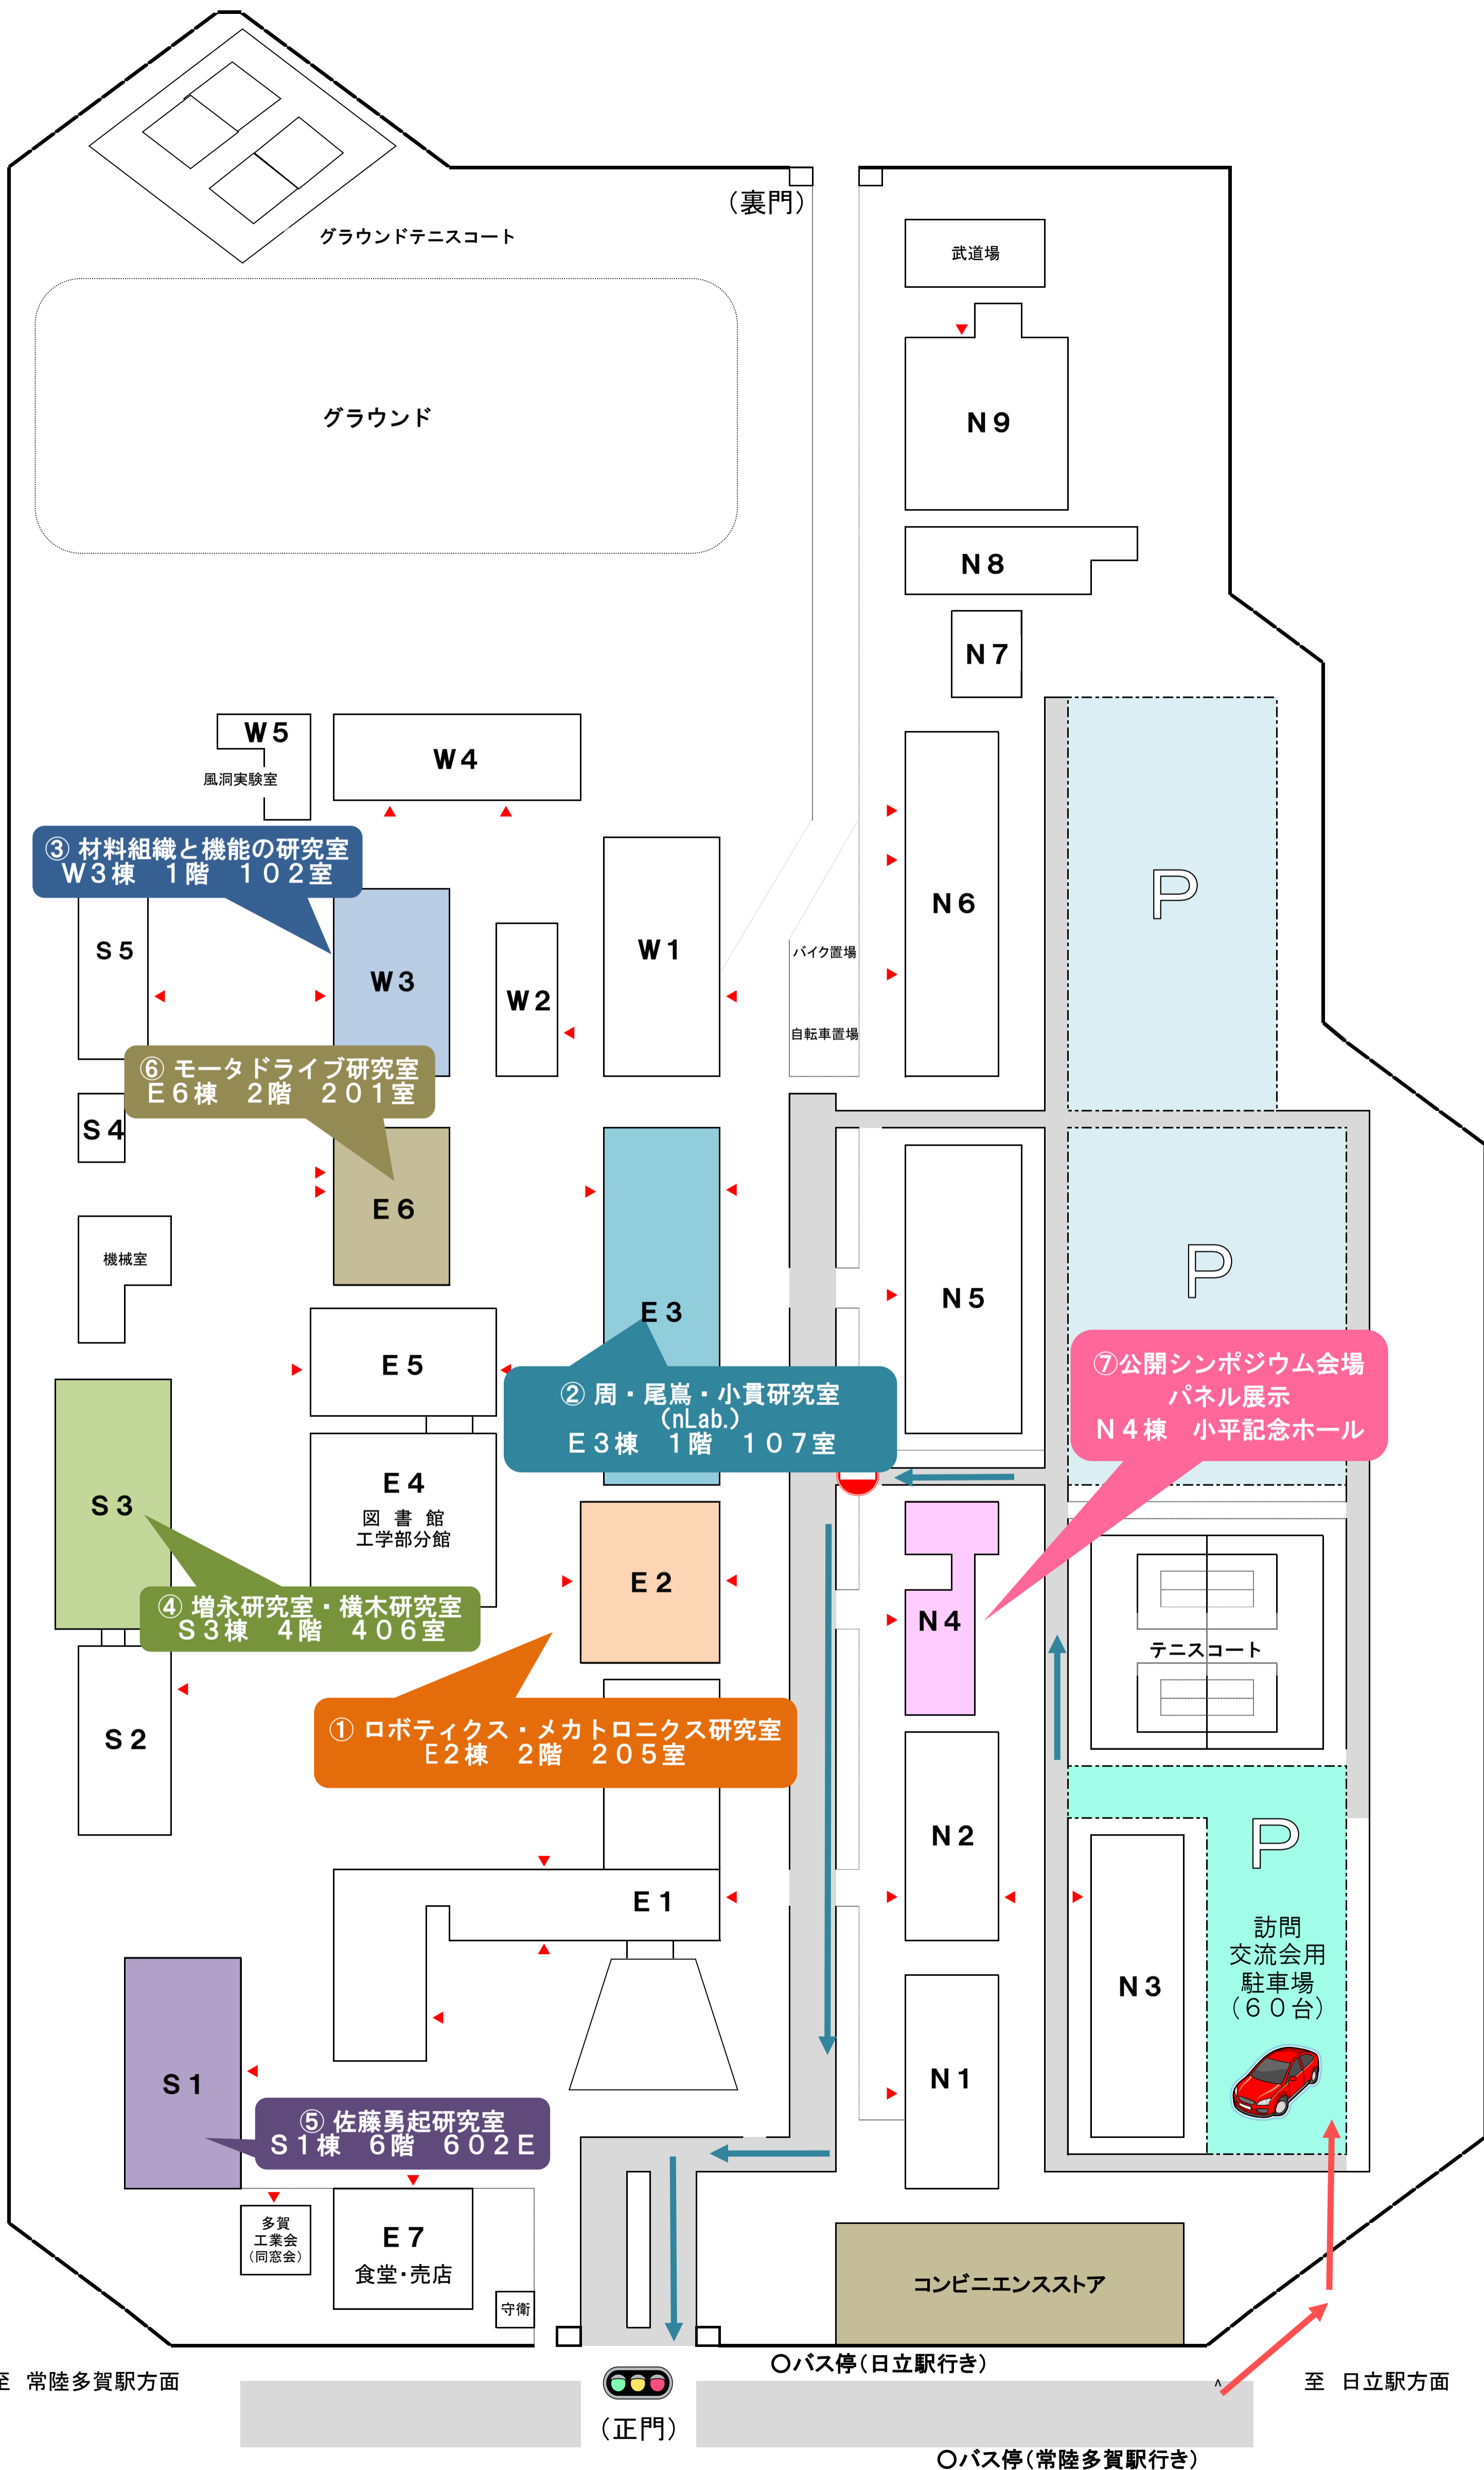 （裏門）
グラウンドテニスコート
武道場
グラウンド
Ｎ９
Ｎ８
Ｎ７
Ｗ５
風洞実験室
Ｗ４
③ 材料組織と機能の研究室
Ｗ３棟　１階　１０２室
Ｓ５
Ｗ３
Ｗ２
Ｗ１
バイク置場
自転車置場
Ｎ６
Ｐ
⑥ モータドライブ研究室
Ｅ６棟　２階　２０１室
Ｓ４
Ｅ６
機械室
Ｅ３
Ｎ５
Ｐ
Ｅ５
② 周・尾嶌・小貫研究室
（nLab.）
Ｅ３棟　１階　１０７室
⑦公開シンポジウム会場
パネル展示
Ｎ４棟　小平記念ホール
Ｓ３
Ｅ４
図　書　館
工学部分館
Ｅ２
Ｎ４
④ 増永研究室・横木研究室
Ｓ３棟　４階　４０６室
テニスコート
Ｓ２
① ロボティクス・メカトロニクス研究室
Ｅ２棟　２階　２０５室
Ｎ２
Ｐ
Ｅ１
訪問
交流会用
駐車場
（６０台）
Ｎ３
Ｓ１
Ｎ１
⑤ 佐藤勇起研究室
Ｓ１棟　６階　６０２Ｅ
多賀
工業会
（同窓会）
Ｅ７
食堂・売店
守衛
コンビニエンスストア
至　常陸多賀駅方面
○バス停（日立駅行き）
至　日立駅方面
（正門）
○バス停（常陸多賀駅行き）